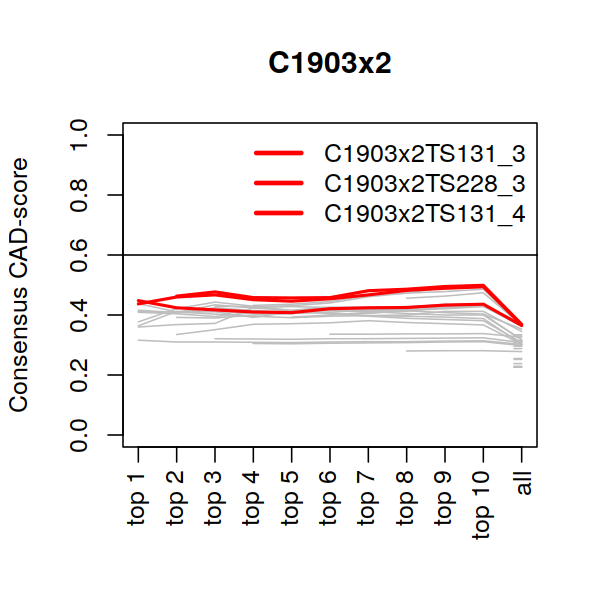 C1903x2
Consensus CAD-score
1.0
0.8
0.6
0.4
0.2
0.0
C1903x2TS131_3
C1903x2TS228_3
C1903x2TS131_4
top 1
top 2
top 3
top 4
top 5
top 6
top 7
top 8
top 9
top 10
all